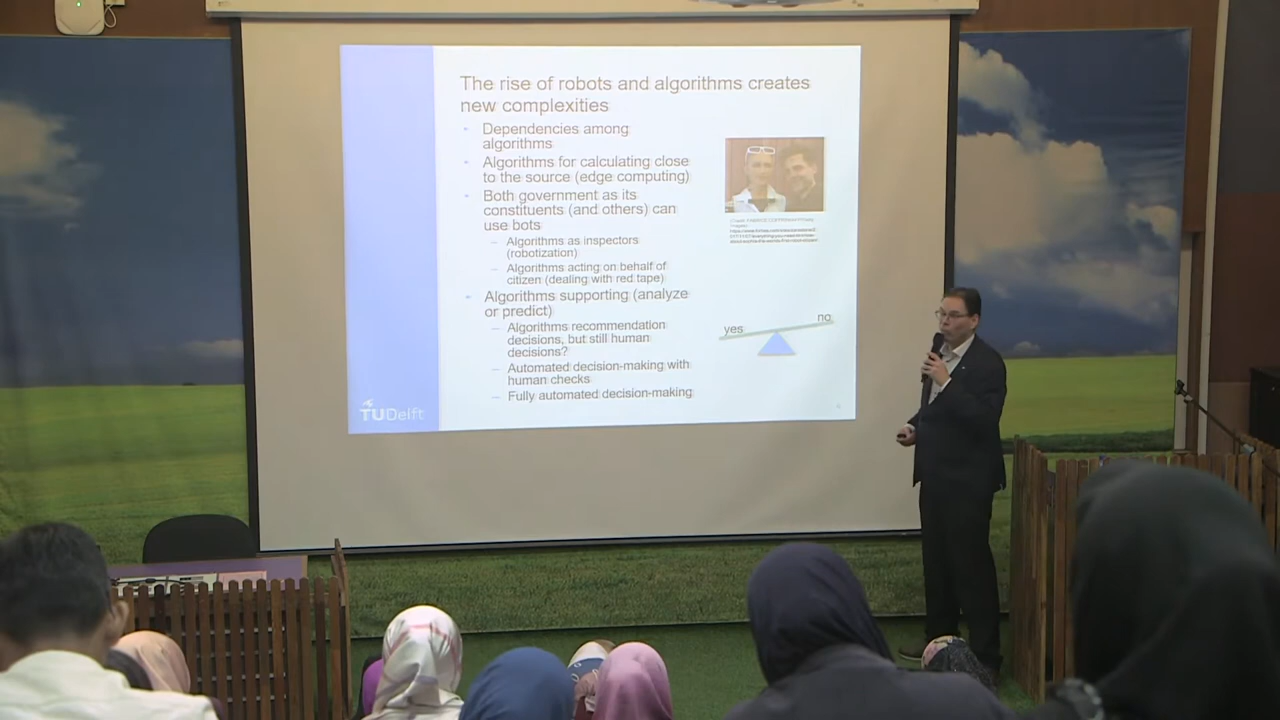 The rise of robots and algorithms creates
new complexities
Dependencies among
algorithms
Algorithms for calculating close
to the source (edge computing)
Both government as its
constituents (and others) can
use bots
– Algorithms as inspectors
(robotization)
– Algorithms acting on behalf of
citizen (dealing with red tape)
Algorithms supporting (analyze
or predict)
– Algorithms recommendation
decisions, but still human
decisions?
– Automated decision-making with
human checks
– Fully automated decision-making
yes
no
TUDelft